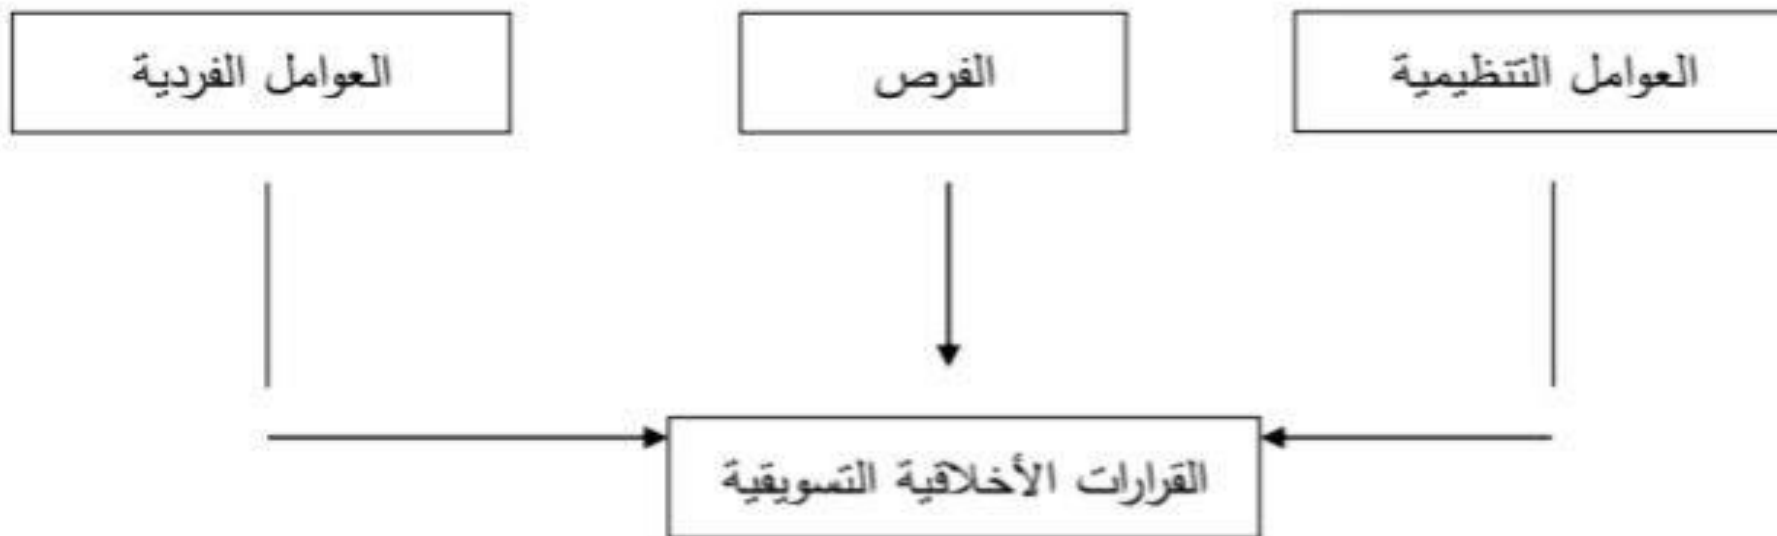 العوامل التنظيمية
الفرص
العوامل الفردية
القرارات الأخلاقية التسويقية